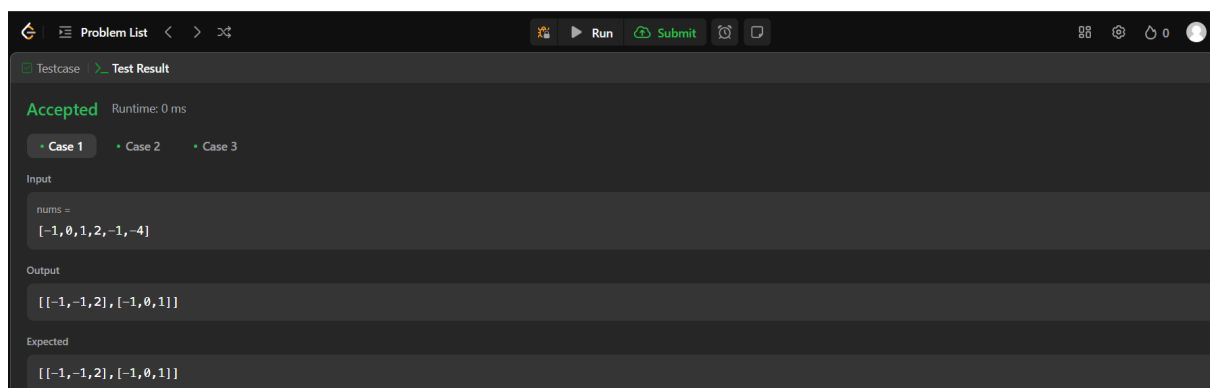 Problem List Run Submit 0
Testcase Test Result
Accepted Runtime: 0 ms
Case 1 Case 2 Case 3
Input
nums =
[-1,0,1,2,-1,-4]
Output
[[-1,-1,2],[-1,0,1]]
Expected
[[-1,-1,2],[-1,0,1]]